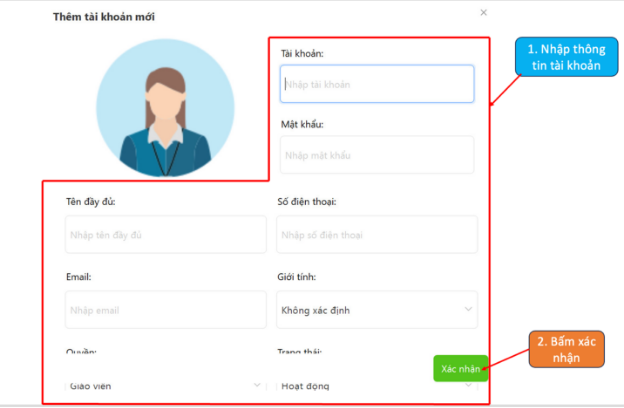 Thêm tài khoản mới
×
Tài khoản:
Nhập tài khoản
Mật khẩu:
Nhập mật khẩu
1. Nhập thông
tin tài khoản
Tên đầy đủ:
Số điện thoại:
Nhập tên đầy đủ
Nhập số điện thoại
Email:
Giới tính:
Nhập email
Không xác định
Quyền:
Trạng thái:
Giáo viên
Hoạt động
Xác nhận
2. Bấm xác
nhận